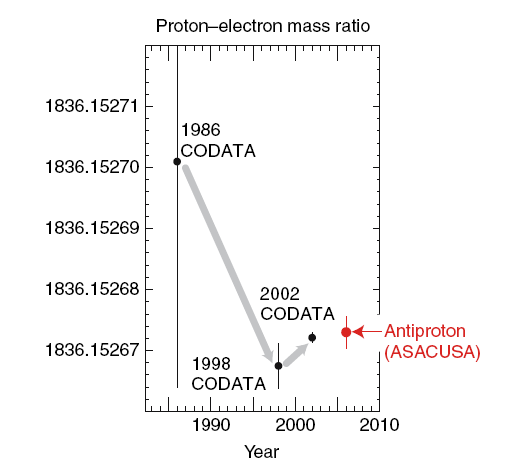 Proton–electron mass ratio
1836.15271
1836.15270
1836.15269
1836.15268
1836.15267
1986
CODATA
2002
CODATA
1998
CODATA
Antiproton
(ASACUSA)
1990
2000
2010
Year